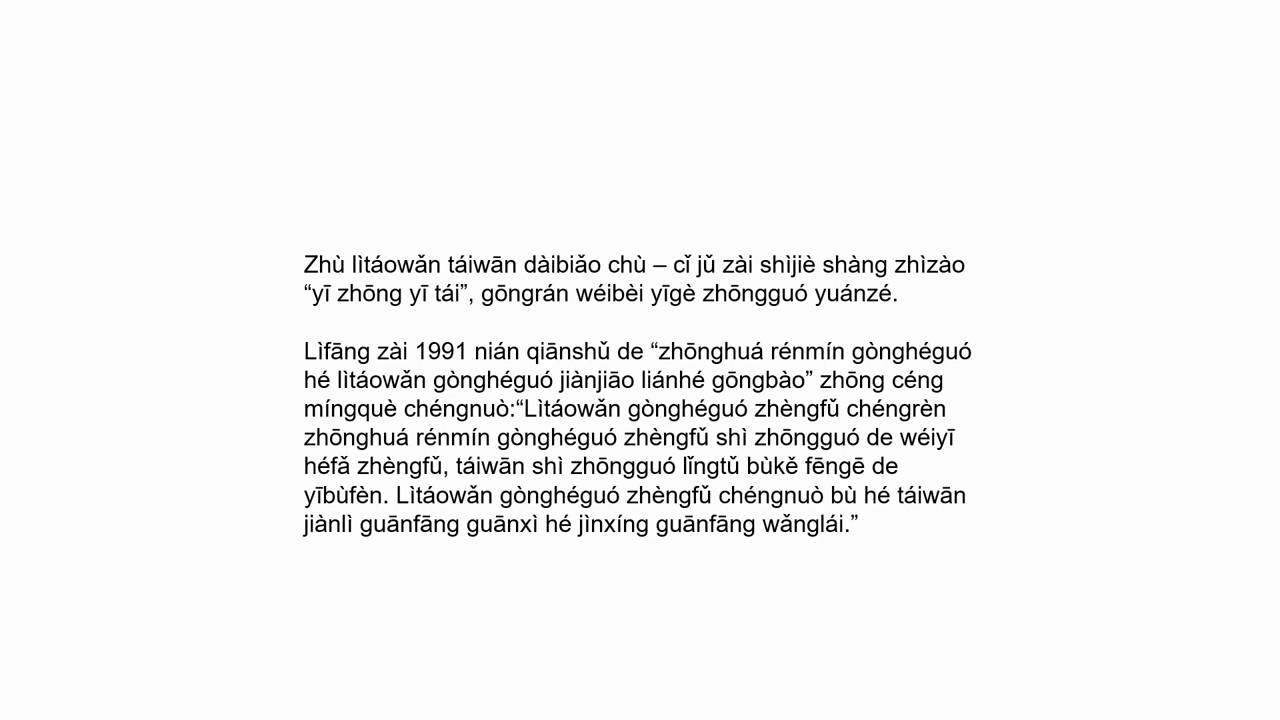 Zhù lìtáowǎn táiwān dàibiǎo chù – cǐ jǔ zài shìjiè shàng zhìzào
“yī zhōng yī tái”, gōngrán wéibèi yīgè zhōngguó yuánzé.
Lìfāng zài 1991 nián qiānshǔ de “zhōnghuá rénmín gònghéguó
hé lìtáowǎn gònghéguó jiànjiāo liánhé gōngbào” zhōng céng
míngquè chéngnuò:“Lìtáowǎn gònghéguó zhèngfǔ chéngrèn
zhōnghuá rénmín gònghéguó zhèngfǔ shì zhōngguó de wéiyī
héfǎ zhèngfǔ, táiwān shì zhōngguó lǐngtǔ bùkě fēngē de
yībùfèn. Lìtáowǎn gònghéguó zhèngfǔ chéngnuò bù hé táiwān
jiànlì guānfāng guānxì hé jìnxíng guānfāng wǎnglái.”